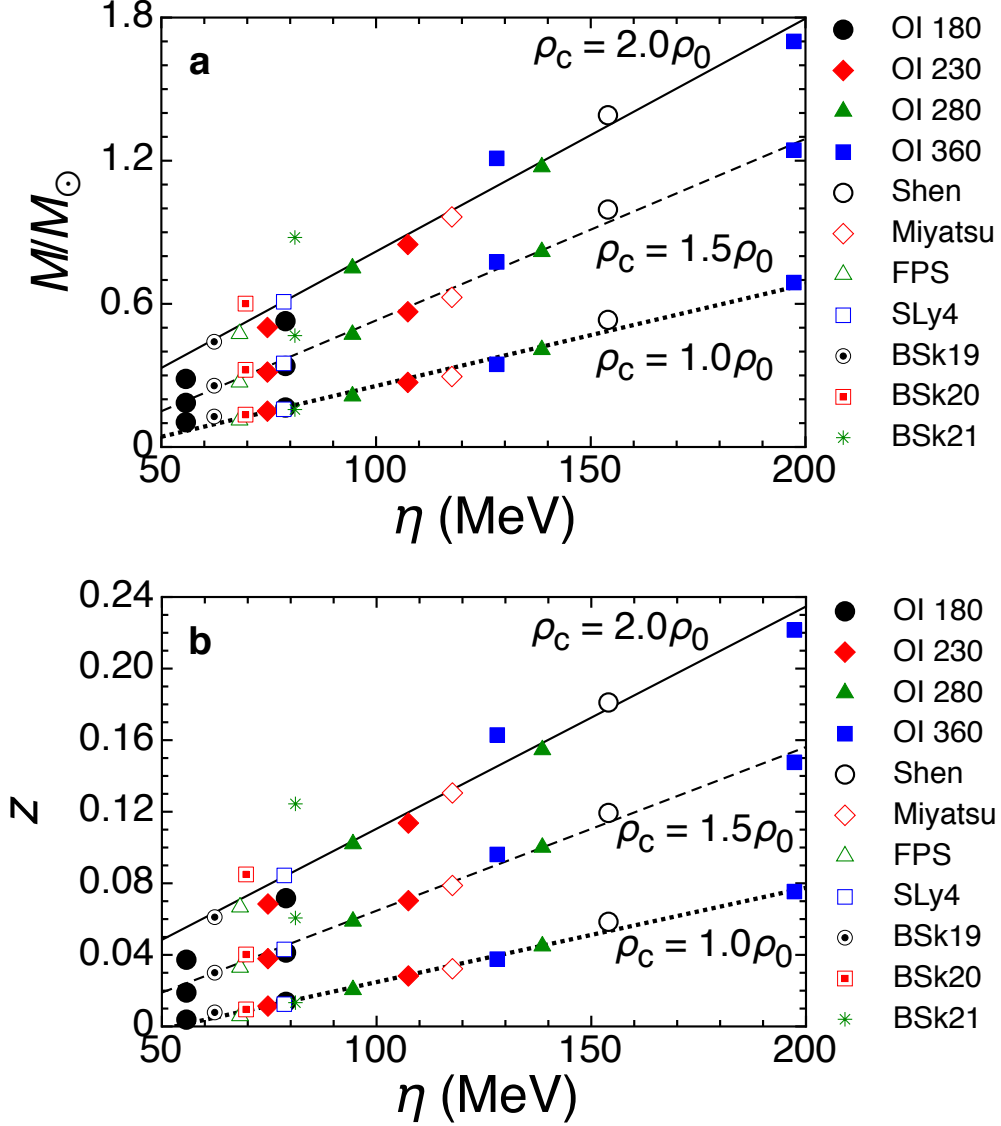 a
ρc = 2.0ρ0
ρc = 1.5ρ0
ρc = 1.0ρ0
1.8
1.2
0.6
0
M/M⊙
50
100
150
200
η (MeV)
OI 180
OI 230
OI 280
OI 360
Shen
Miyatsu
FPS
SLy4
BSk19
BSk20
BSk21
b
ρc = 2.0ρ0
ρc = 1.5ρ0
ρc = 1.0ρ0
0.24
0.20
0.16
0.12
0.08
0.04
0
z
50
100
150
200
η (MeV)
OI 180
OI 230
OI 280
OI 360
Shen
Miyatsu
FPS
SLy4
BSk19
BSk20
BSk21